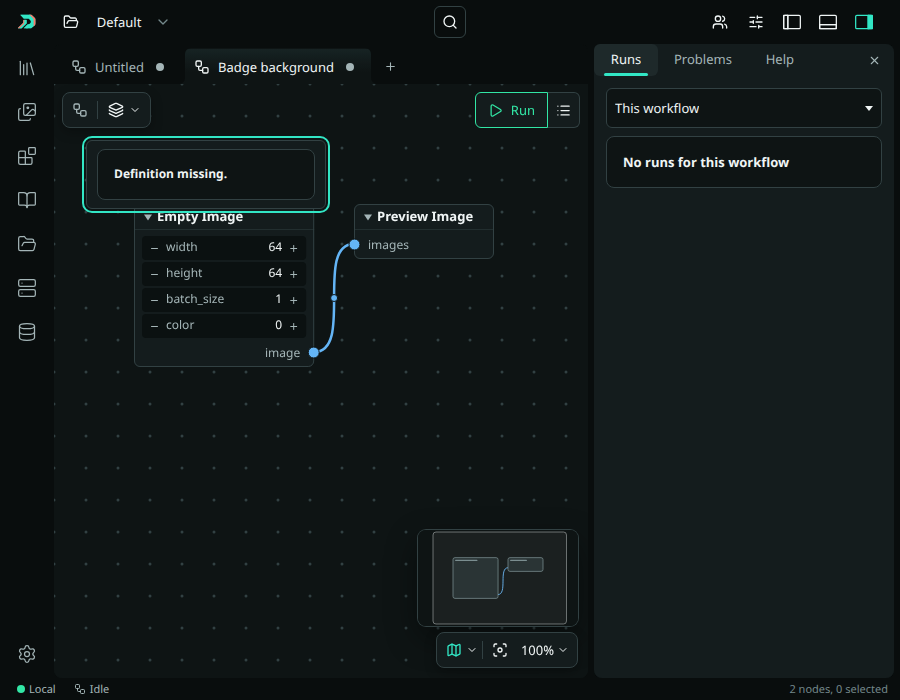 Default
Untitled
Badge background
Run
Definition missing.
Empty Image
width 64
height 64
batch_size 1
color 0
image
Preview Image
images
100%
Runs
Problems
Help
This workflow
No runs for this workflow
Local
Idle
2 nodes, 0 selected